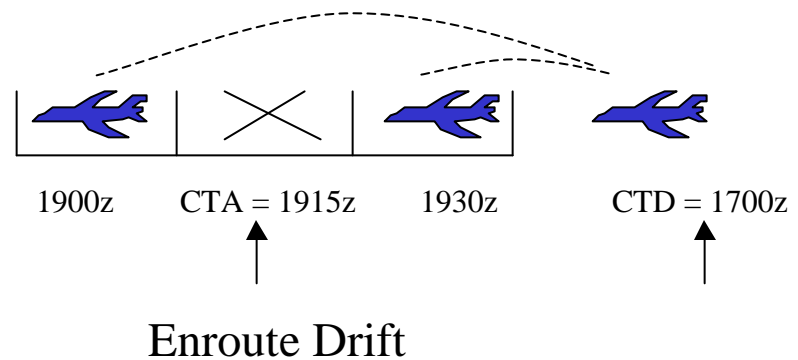 1900z CTA = 1915z 1930z CTD = 1700z
Enroute Drift